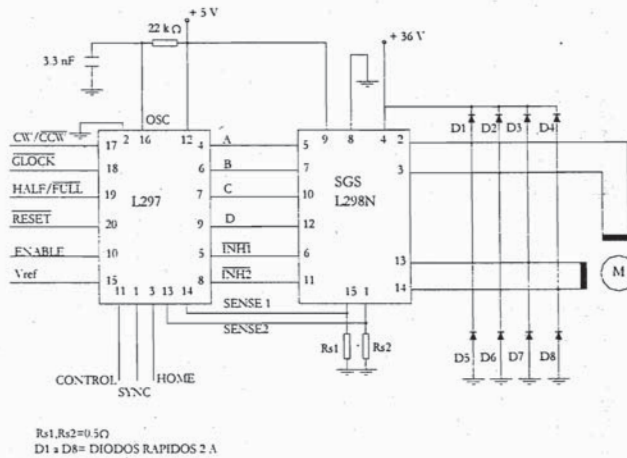 + 5 V
22 kΩ
+ 36 V
3.3 nF
OSC
D1 D2 D3 D4
CW/CCW 17 2 16 12 4 A 5 9 8 4 2
CLOCK 18 6 B 7 3
HALF/FULL 19 L297 7 C 10 SGS L298N
RESET 20 9 D 12
ENABLE 10 5 INH1 6 13 M
Vref 15 8 INH2 11 14
11 1 3 13 14 SENSE 1 15 1
SENSE2
Rs1 Rs2 D5 D6 D7 D8
CONTROL HOME
SYNC
Rs1,Rs2=0.5Ω
D1 a D8= DIODOS RAPIDOS 2 A